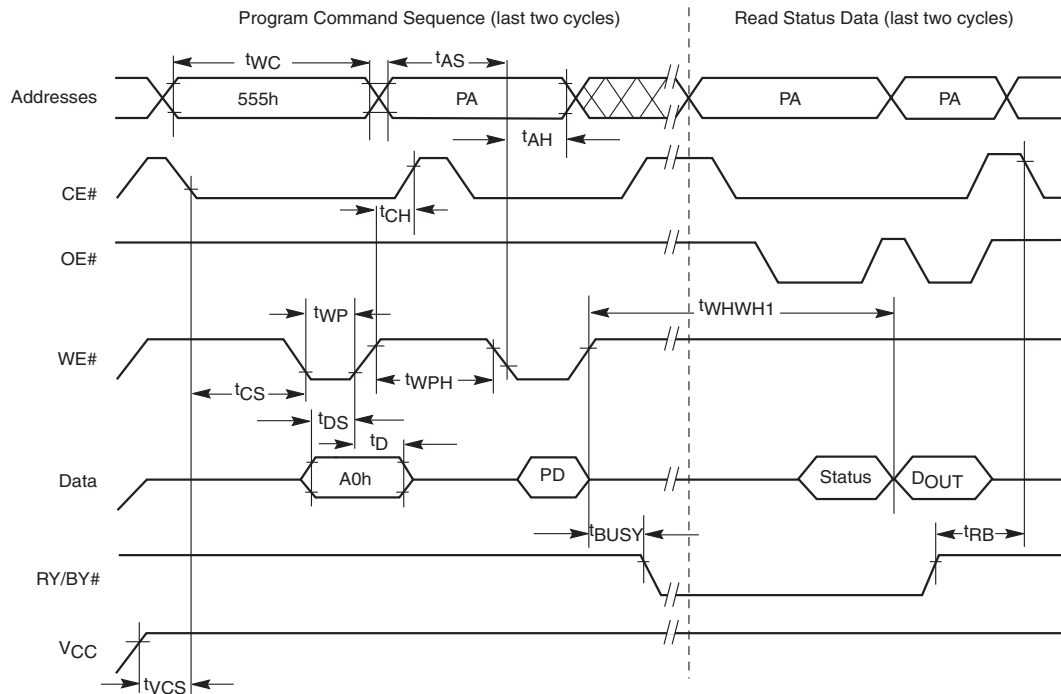 Program Command Sequence (last two cycles)
Read Status Data (last two cycles)
tWC
tAS
Addresses
555h
PA
PA
PA
tAH
CE#
tCH
OE#
tWHWH1
tWP
WE#
tWPH
tCS
tDS
tD
Data
A0h
PD
Status
DOUT
tBUSY
tRB
RY/BY#
VCC
tVCS